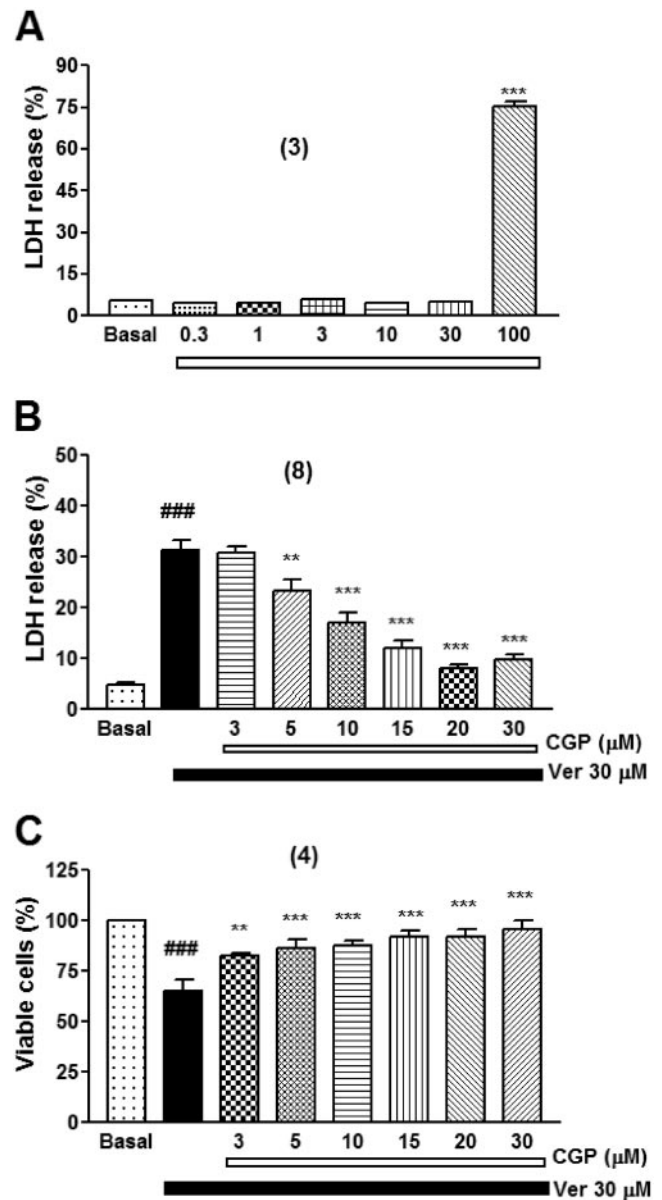 A
LDH release (%)
90
75
60
45
30
15
0
(3)
***
Basal 0.3 1 3 10 30 100
B
LDH release (%)
50
40
30
20
10
0
(8)
###
**
***
***
***
***
Basal 3 5 10 15 20 30
CGP (μM)
Ver 30 μM
C
Viable cells (%)
125
100
75
50
25
0
(4)
###
**
***
***
***
***
***
Basal 3 5 10 15 20 30
CGP (μM)
Ver 30 μM